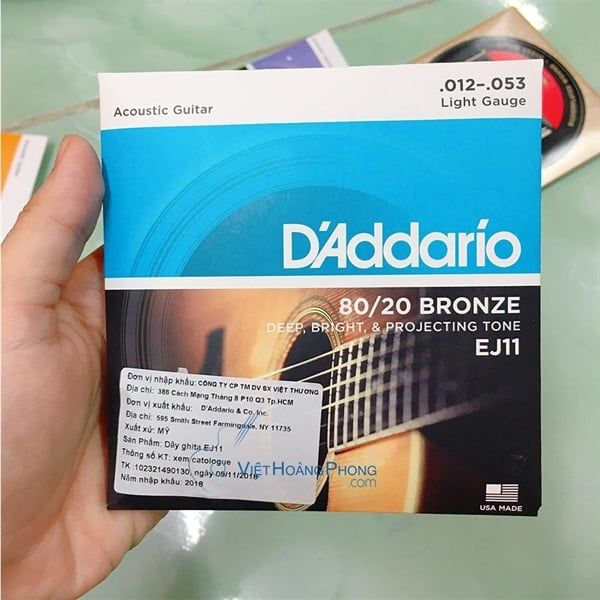 Acoustic Guitar
.012-.053
Light Gauge
D'Addario
80/20 BRONZE
DEEP, BRIGHT, & PROJECTING TONE
EJ11
Đơn vị nhập khẩu: CÔNG TY CP TM DV SX VIỆT THƯƠNG
Địa chỉ: 386 Cách Mạng Tháng 8 P10 Q3 Tp.HCM
Đơn vị xuất khẩu: D'Addario & Co. Inc.
Địa chỉ: 595 Smith Street Farmingdale, NY 11735
Xuất xứ: MỸ
Sản Phẩm: Dây ghita EJ11
Thông số KT: xem catologue
TK :102321490130, ngày 09/11/2018
Năm nhập khẩu: 2018
VIỆTHOÀNGPHONG
.com
USA MADE